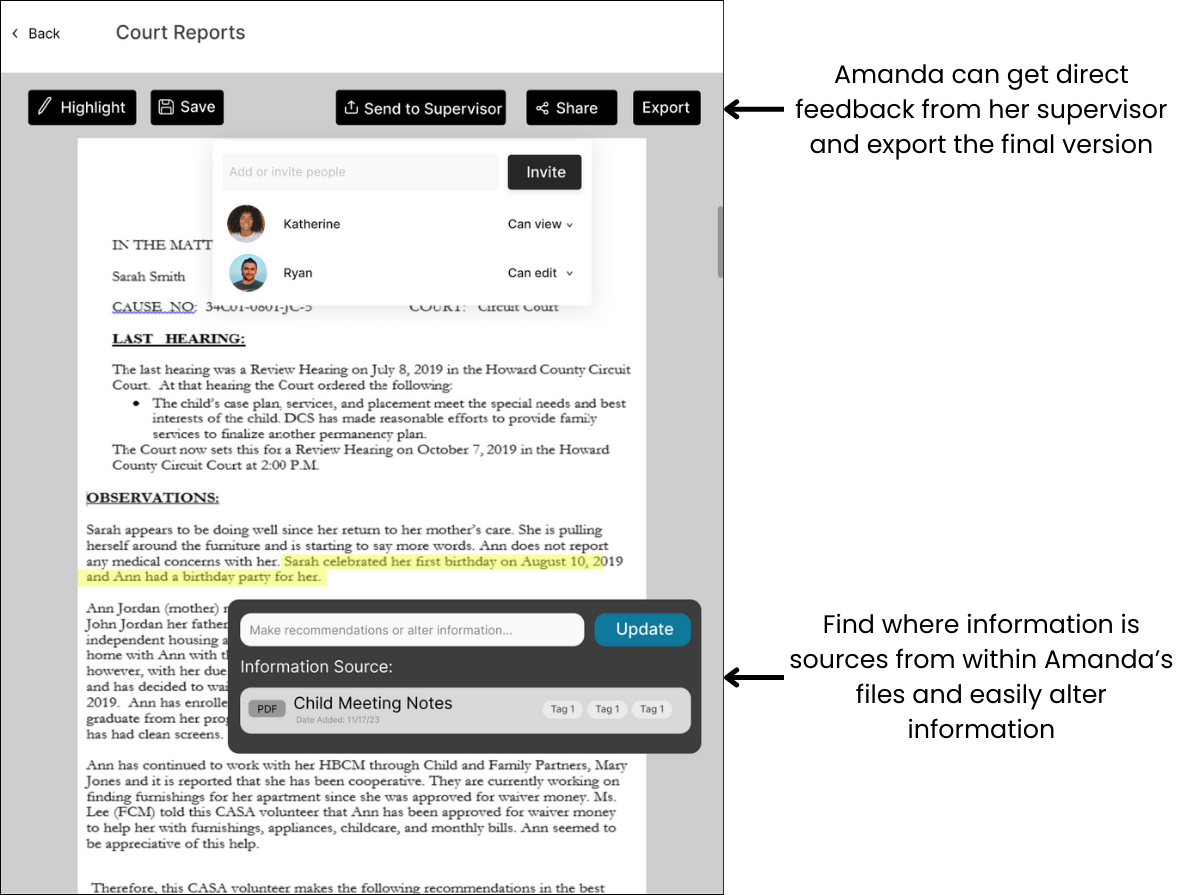 Back
Court Reports
Highlight
Save
Send to Supervisor
Share
Export
Add or invite people
Invite
Katherine
Can view
Ryan
Can edit
IN THE MATT
Sarah Smith
CAUSE NO: 34C01-0801-JC-5 COURT: Circuit Court
LAST HEARING:
The last hearing was a Review Hearing on July 8, 2019 in the Howard County Circuit
Court. At that hearing the Court ordered the following:
• The child's case plan, services, and placement meet the special needs and best
interests of the child. DCS has made reasonable efforts to provide family
services to finalize another permanency plan.
The Court now sets this for a Review Hearing on October 7, 2019 in the Howard
County Circuit Court at 2:00 P.M.
OBSERVATIONS:
Sarah appears to be doing well since her return to her mother's care. She is pulling
herself around the furniture and is starting to say more words. Ann does not report
any medical concerns with her. Sarah celebrated her first birthday on August 10, 2019
and Ann had a birthday party for her.
Ann Jordan (mother) r
John Jordan her father
independent housing a
home with Ann with th
however, with her due
and has decided to wai
2019. Ann has enrolle
graduate from her prog
has had clean screens.
Make recommendations or alter information...
Update
Information Source:
PDF
Child Meeting Notes
Date Added: 11/17/23
Tag 1
Tag 1
Tag 1
Ann has continued to work with her HBCM through Child and Family Partners, Mary
Jones and it is reported that she has been cooperative. They are currently working on
finding furnishings for her apartment since she was approved for waiver money. Ms.
Lee (FCM) told this CASA volunteer that Ann has been approved for waiver money
to help her with furnishings, appliances, childcare, and monthly bills. Ann seemed to
be appreciative of this help.
Therefore, this CASA volunteer makes the following recommendations in the best
Amanda can get direct
feedback from her supervisor
and export the final version
Find where information is
sources from within Amanda's
files and easily alter
information